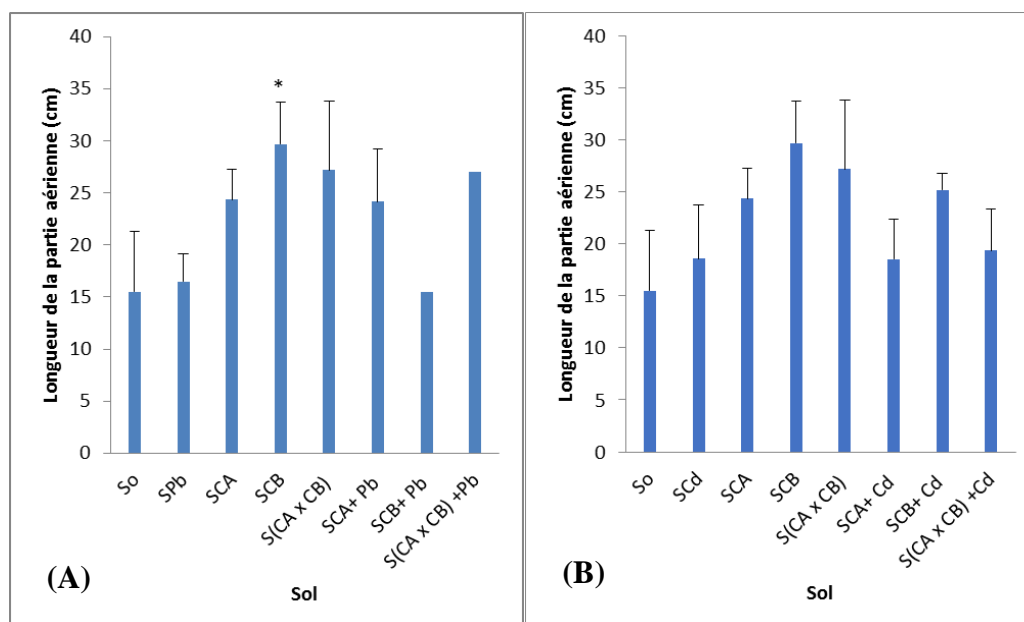 Longueur de la partie aérienne (cm)
40
35
30
25
20
15
10
5
0
*
So
SPb
SCA
SCB
S(CA x CB)
SCA+ Pb
SCB+ Pb
S(CA x CB) +Pb
(A)
Sol
Longueur de la partie aérienne (cm)
40
35
30
25
20
15
10
5
0
So
SCd
SCA
SCB
S(CA x CB)
SCA+ Cd
SCB+ Cd
S(CA x CB) +Cd
(B)
Sol